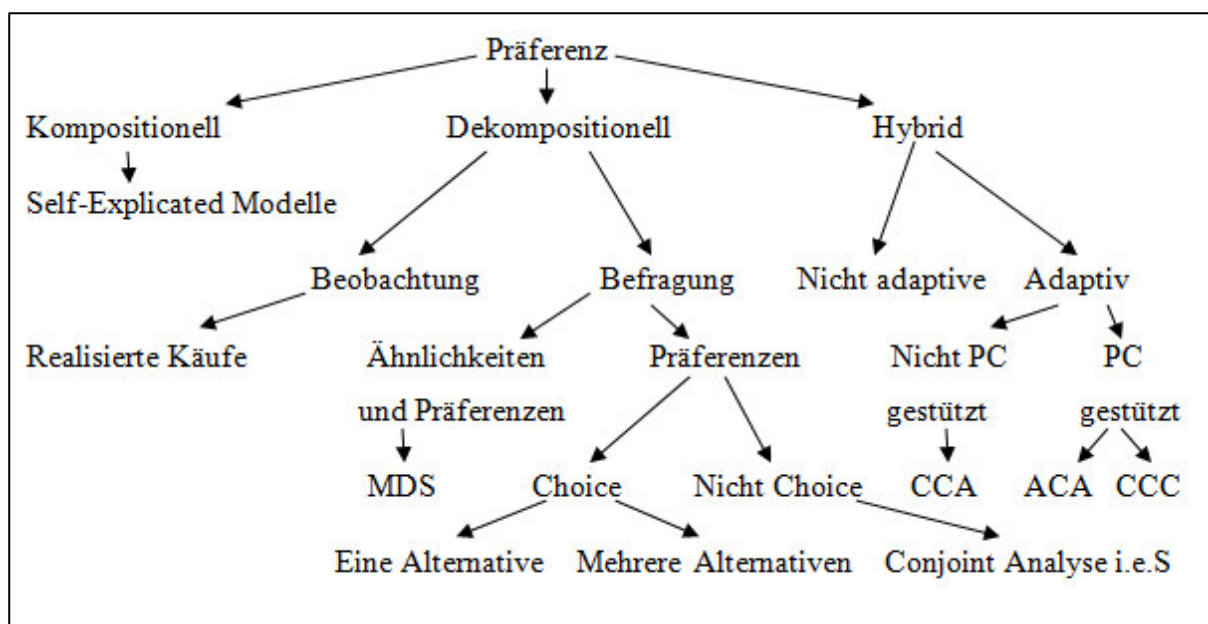 Präferenz
Kompositionell Dekompositionell Hybrid
Self-Explicated Modelle
Beobachtung Befragung Nicht adaptive Adaptiv
Realisierte Käufe Ähnlichkeiten Präferenzen Nicht PC PC
und Präferenzen gestützt gestützt
MDS Choice Nicht Choice CCA ACA CCC
Eine Alternative Mehrere Alternativen Conjoint Analyse i.e.S